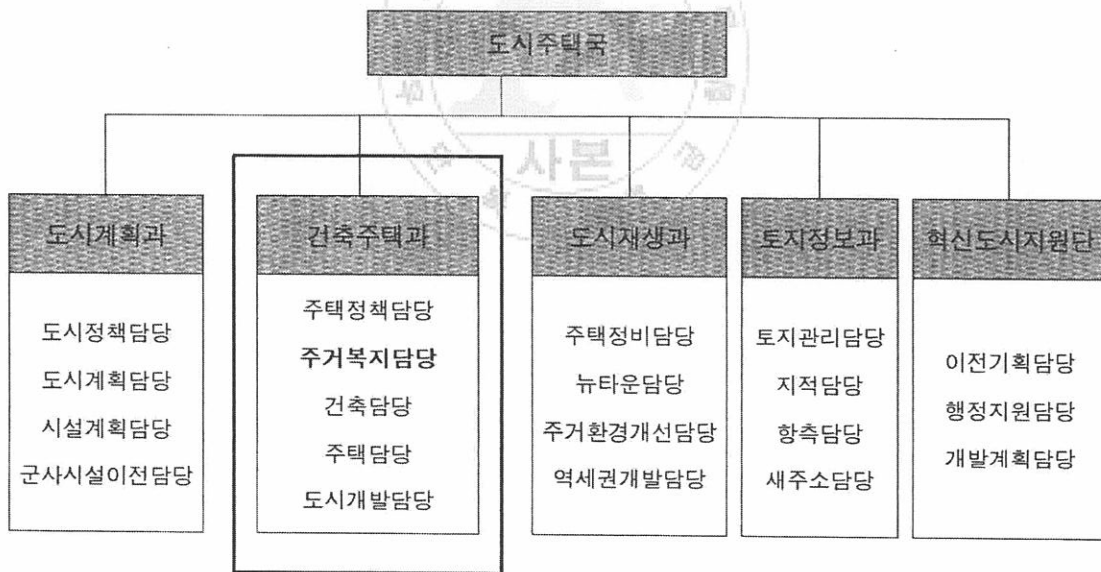 도시주택국
사본
도시계획과
도시정책담당
도시계획담당
시설계획담당
군사시설이전담당
건축주택과
주택정책담당
주거복지담당
건축담당
주택담당
도시개발담당
도시재생과
주택정비담당
뉴타운담당
주거환경개선담당
역세권개발담당
토지정보과
토지관리담당
지적담당
항측담당
새주소담당
혁신도시지원단
이전기획담당
행정지원담당
개발계획담당